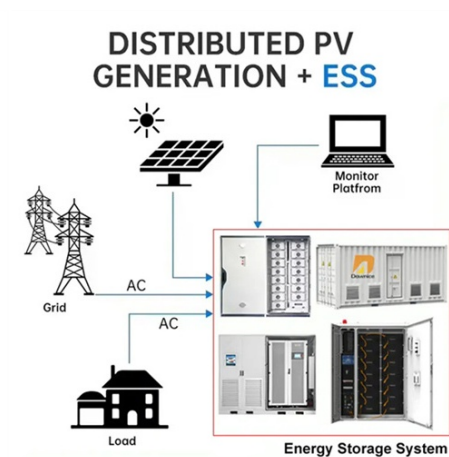 DISTRIBUTED PV
GENERATION + ESS
Monitor
Platfrom
Grid
AC
AC
Load
Energy Storage System